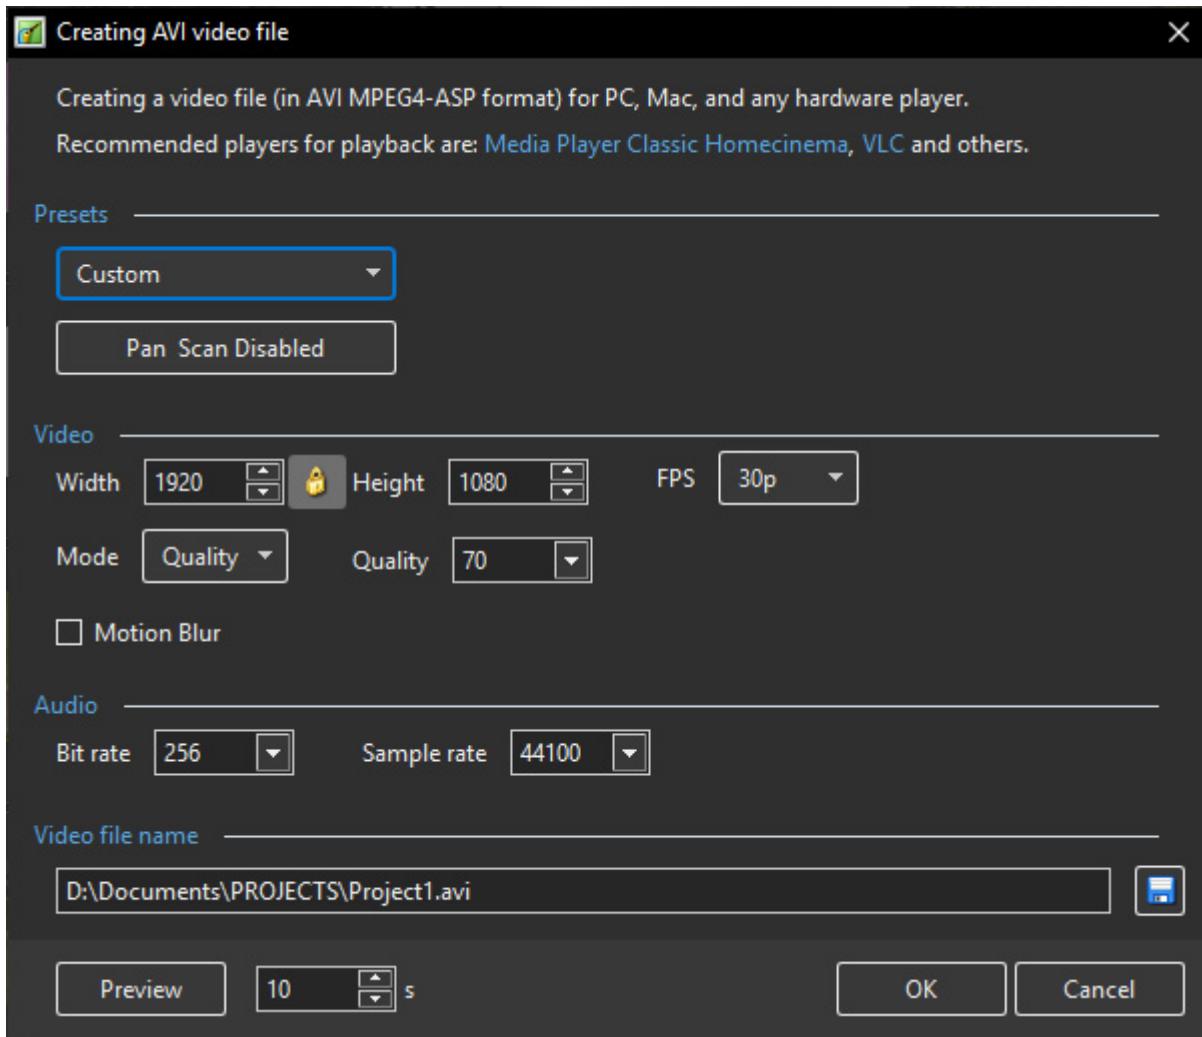 Creating AVI video file
Creating a video file (in AVI MPEG4-ASP format) for PC, Mac, and any hardware player.
Recommended players for playback are: Media Player Classic Homecinema, VLC and others.
Presets
Custom
Pan  Scan Disabled
Video
Width 1920 Height 1080 FPS 30p
Mode Quality Quality 70
Motion Blur
Audio
Bit rate 256 Sample rate 44100
Video file name
D:\Documents\PROJECTS\Project1.avi
Preview 10 s OK Cancel